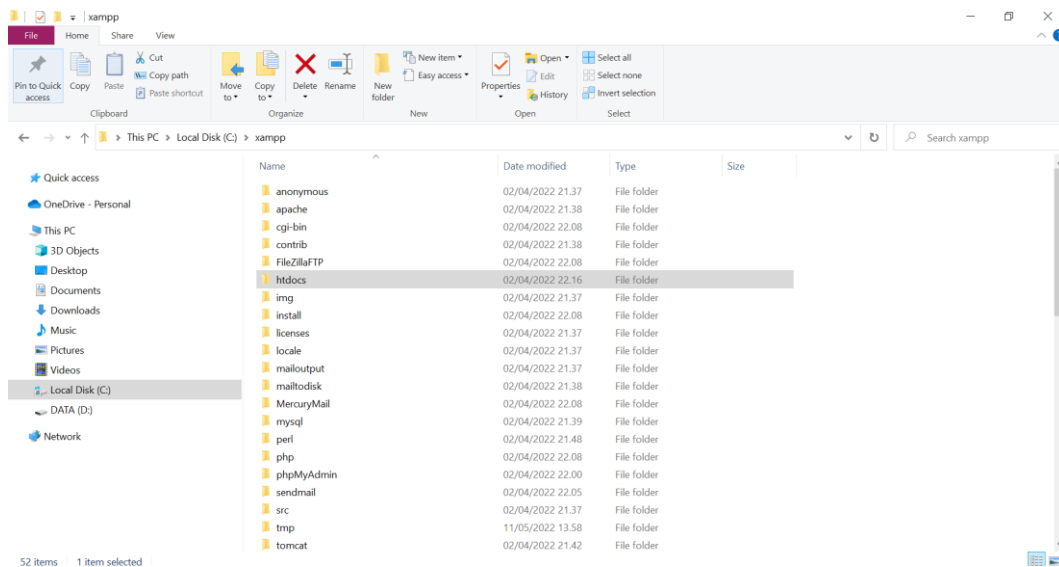 xampp
File Home Share View
Pin to Quick access
Copy
Paste
Cut
Copy path
Paste shortcut
Clipboard
Move to
Copy to
Delete
Rename
Organize
New folder
New item
Easy access
New
Properties
Open
Edit
History
Open
Select all
Select none
Invert selection
Select
This PC > Local Disk (C:) > xampp
Search xampp
Quick access
OneDrive - Personal
This PC
3D Objects
Desktop
Documents
Downloads
Music
Pictures
Videos
Local Disk (C:)
DATA (D:)
Network
Name Date modified Type Size
anonymous 02/04/2022 21.37 File folder
apache 02/04/2022 21.38 File folder
cgi-bin 02/04/2022 22.08 File folder
contrib 02/04/2022 21.38 File folder
FileZillaFTP 02/04/2022 22.08 File folder
htdocs 02/04/2022 22.16 File folder
img 02/04/2022 21.37 File folder
install 02/04/2022 22.08 File folder
licenses 02/04/2022 21.37 File folder
locale 02/04/2022 21.37 File folder
mailoutput 02/04/2022 21.37 File folder
mailtodisk 02/04/2022 21.38 File folder
MercuryMail 02/04/2022 22.08 File folder
mysql 02/04/2022 21.39 File folder
perl 02/04/2022 21.48 File folder
php 02/04/2022 22.08 File folder
phpMyAdmin 02/04/2022 22.00 File folder
sendmail 02/04/2022 22.05 File folder
src 02/04/2022 21.37 File folder
tmp 11/05/2022 13.58 File folder
tomcat 02/04/2022 21.42 File folder
52 items 1 item selected